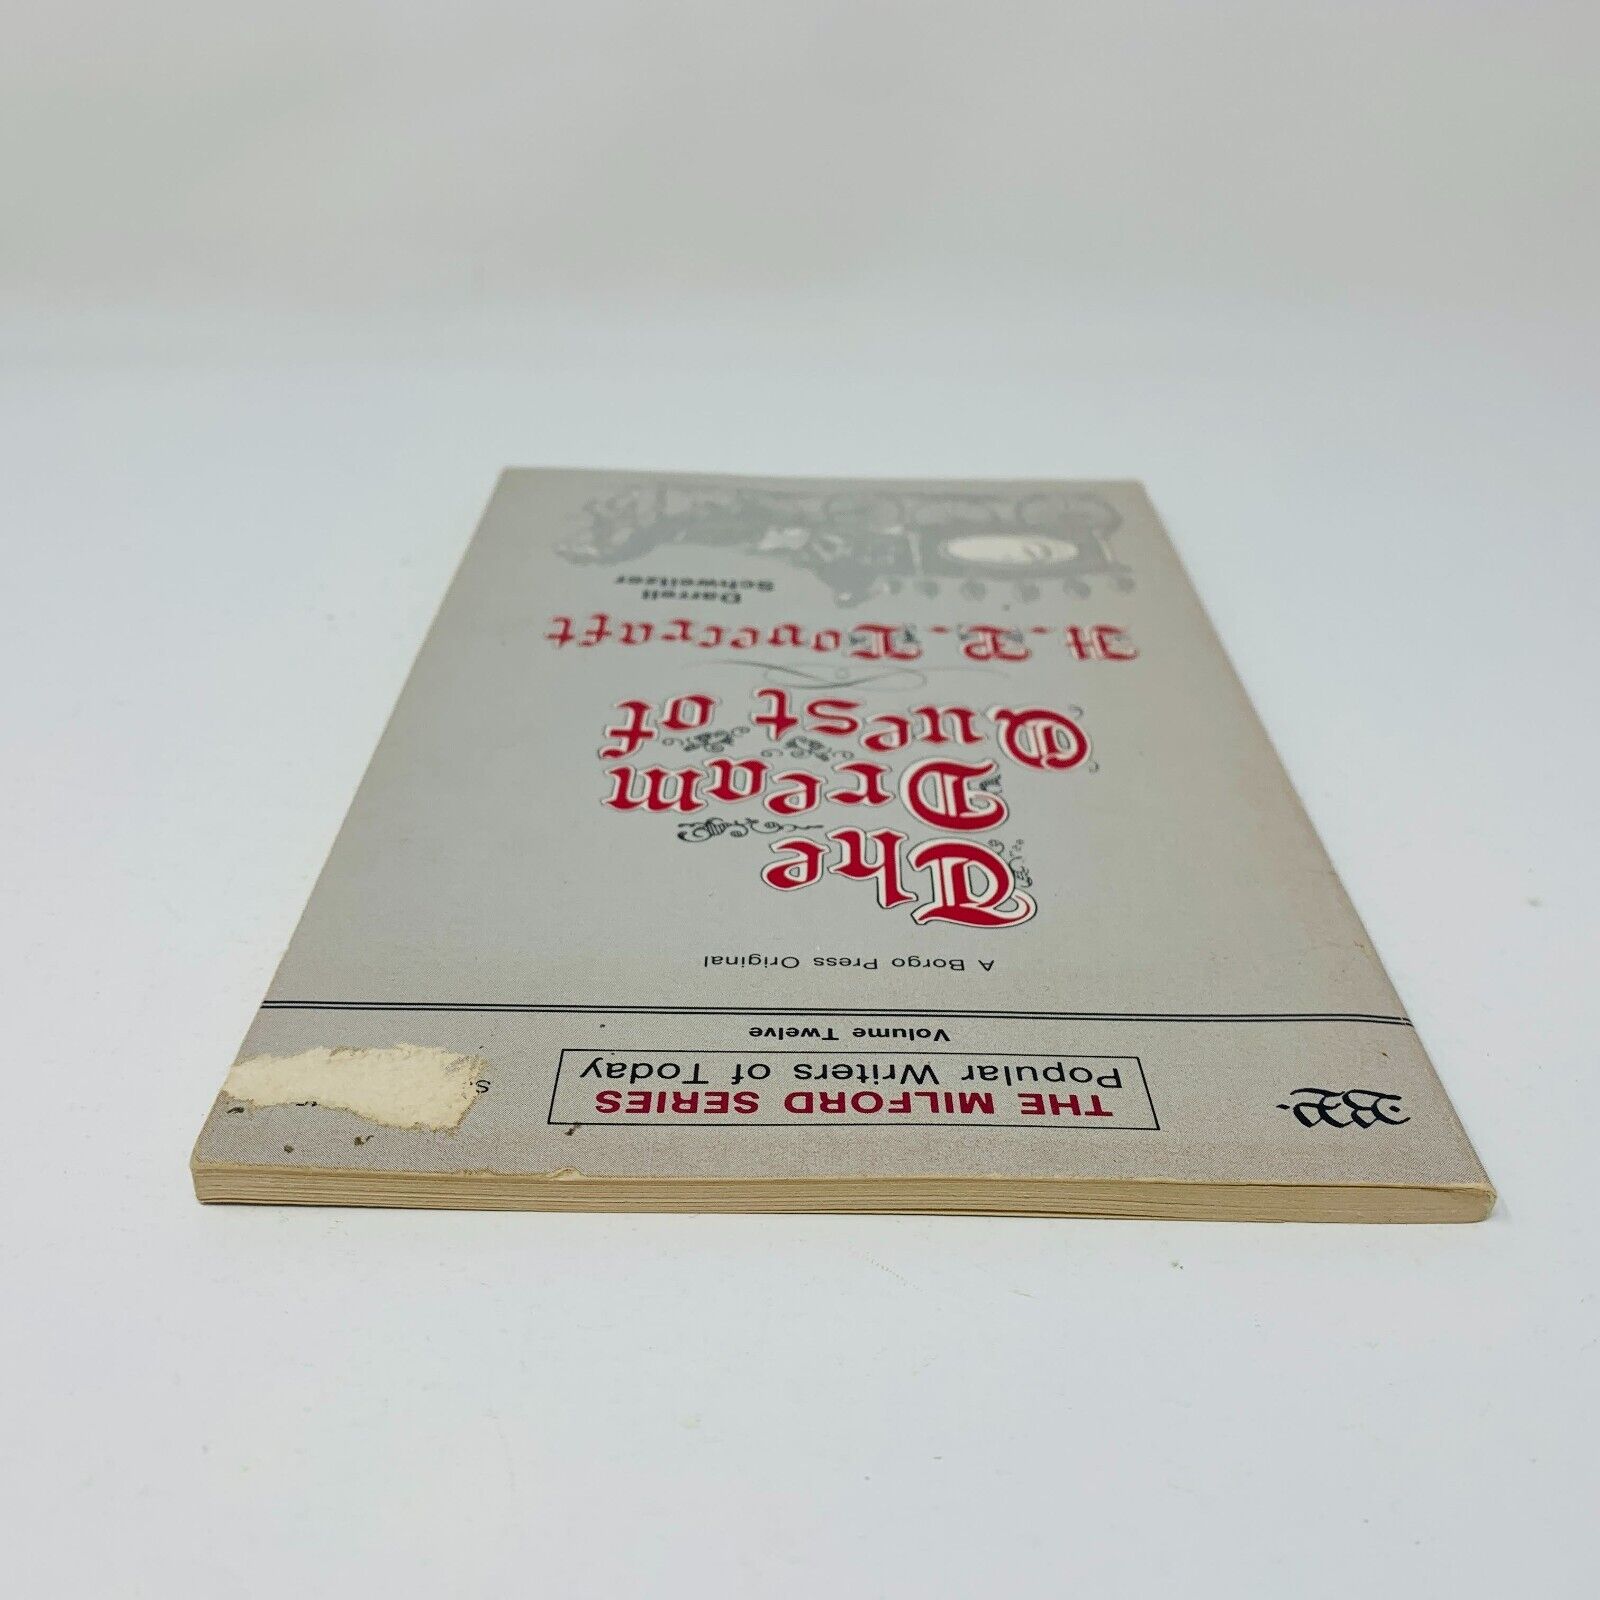 THE MILFORD SERIES
Popular Writers of Today
Volume Twelve
A Borgo Press Original
The
Dream
Quest of
H. P. Lovecraft
Darrell
Schweitzer